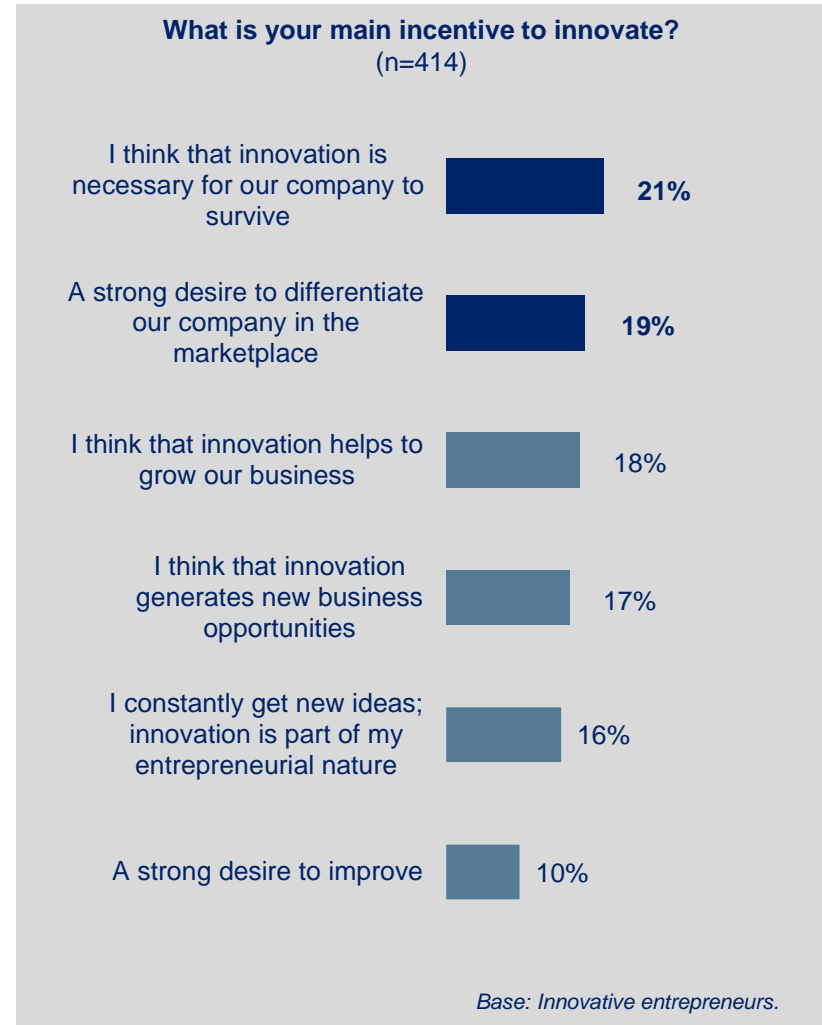 What is your main incentive to innovate?
(n=414)
I think that innovation is
necessary for our company to
survive
21%
A strong desire to differentiate
our company in the
marketplace
19%
I think that innovation helps to
grow our business
18%
I think that innovation
generates new business
opportunities
17%
I constantly get new ideas;
innovation is part of my
entrepreneurial nature
16%
A strong desire to improve
10%
Base: Innovative entrepreneurs.